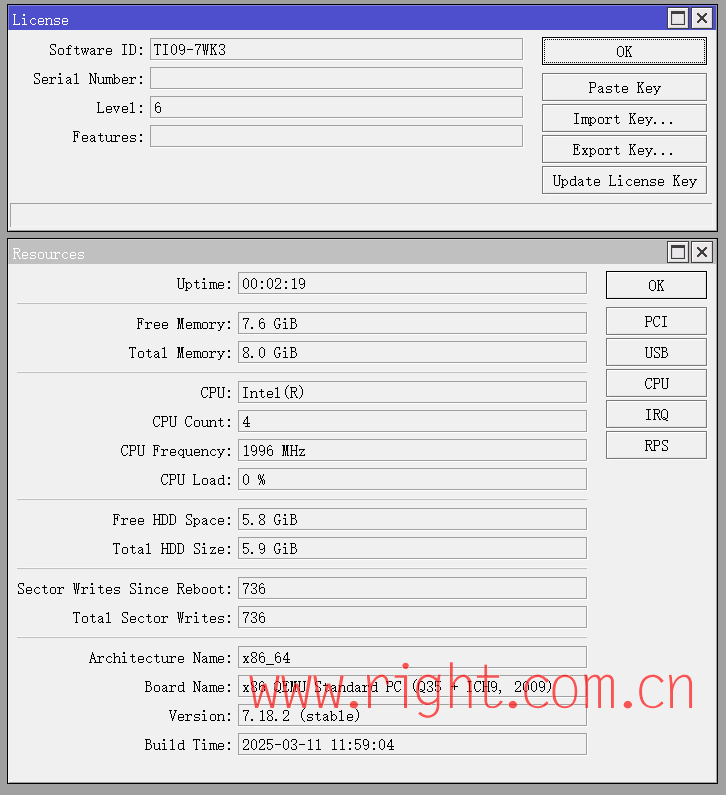 License
Software ID: TI09-7WK3
OK
Serial Number:
Paste Key
Level: 6
Import Key...
Features:
Export Key...
Update License Key
Resources
Uptime: 00:02:19
OK
Free Memory: 7.6 GiB
PCI
Total Memory: 8.0 GiB
USB
CPU: Intel(R)
CPU
CPU Count: 4
IRQ
CPU Frequency: 1996 MHz
RPS
CPU Load: 0 %
Free HDD Space: 5.8 GiB
Total HDD Size: 5.9 GiB
Sector Writes Since Reboot: 736
Total Sector Writes: 736
Architecture Name: x86_64
Board Name: x86 QEMU Standard PC (Q35 + ICH9, 2009)
www.right.com.cn
Version: 7.18.2 (stable)
Build Time: 2025-03-11 11:59:04